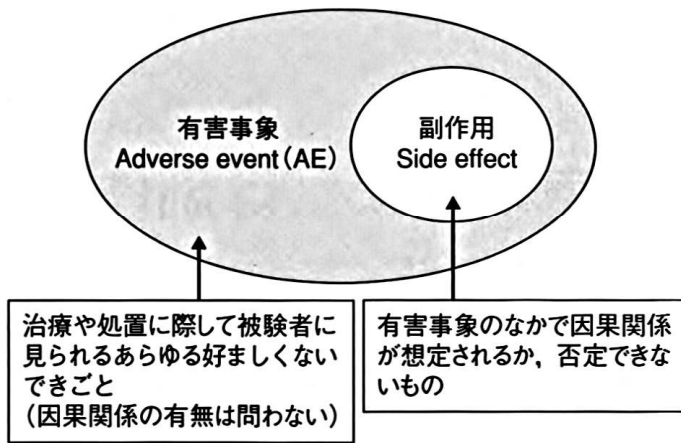 有害事象
Adverse event(AE)
副作用
Side effect
治療や処置に際して被験者に
見られるあらゆる好ましくない
できごと
(因果関係の有無は問わない)
有害事象のなかで因果関係
が想定されるか，否定できな
いもの